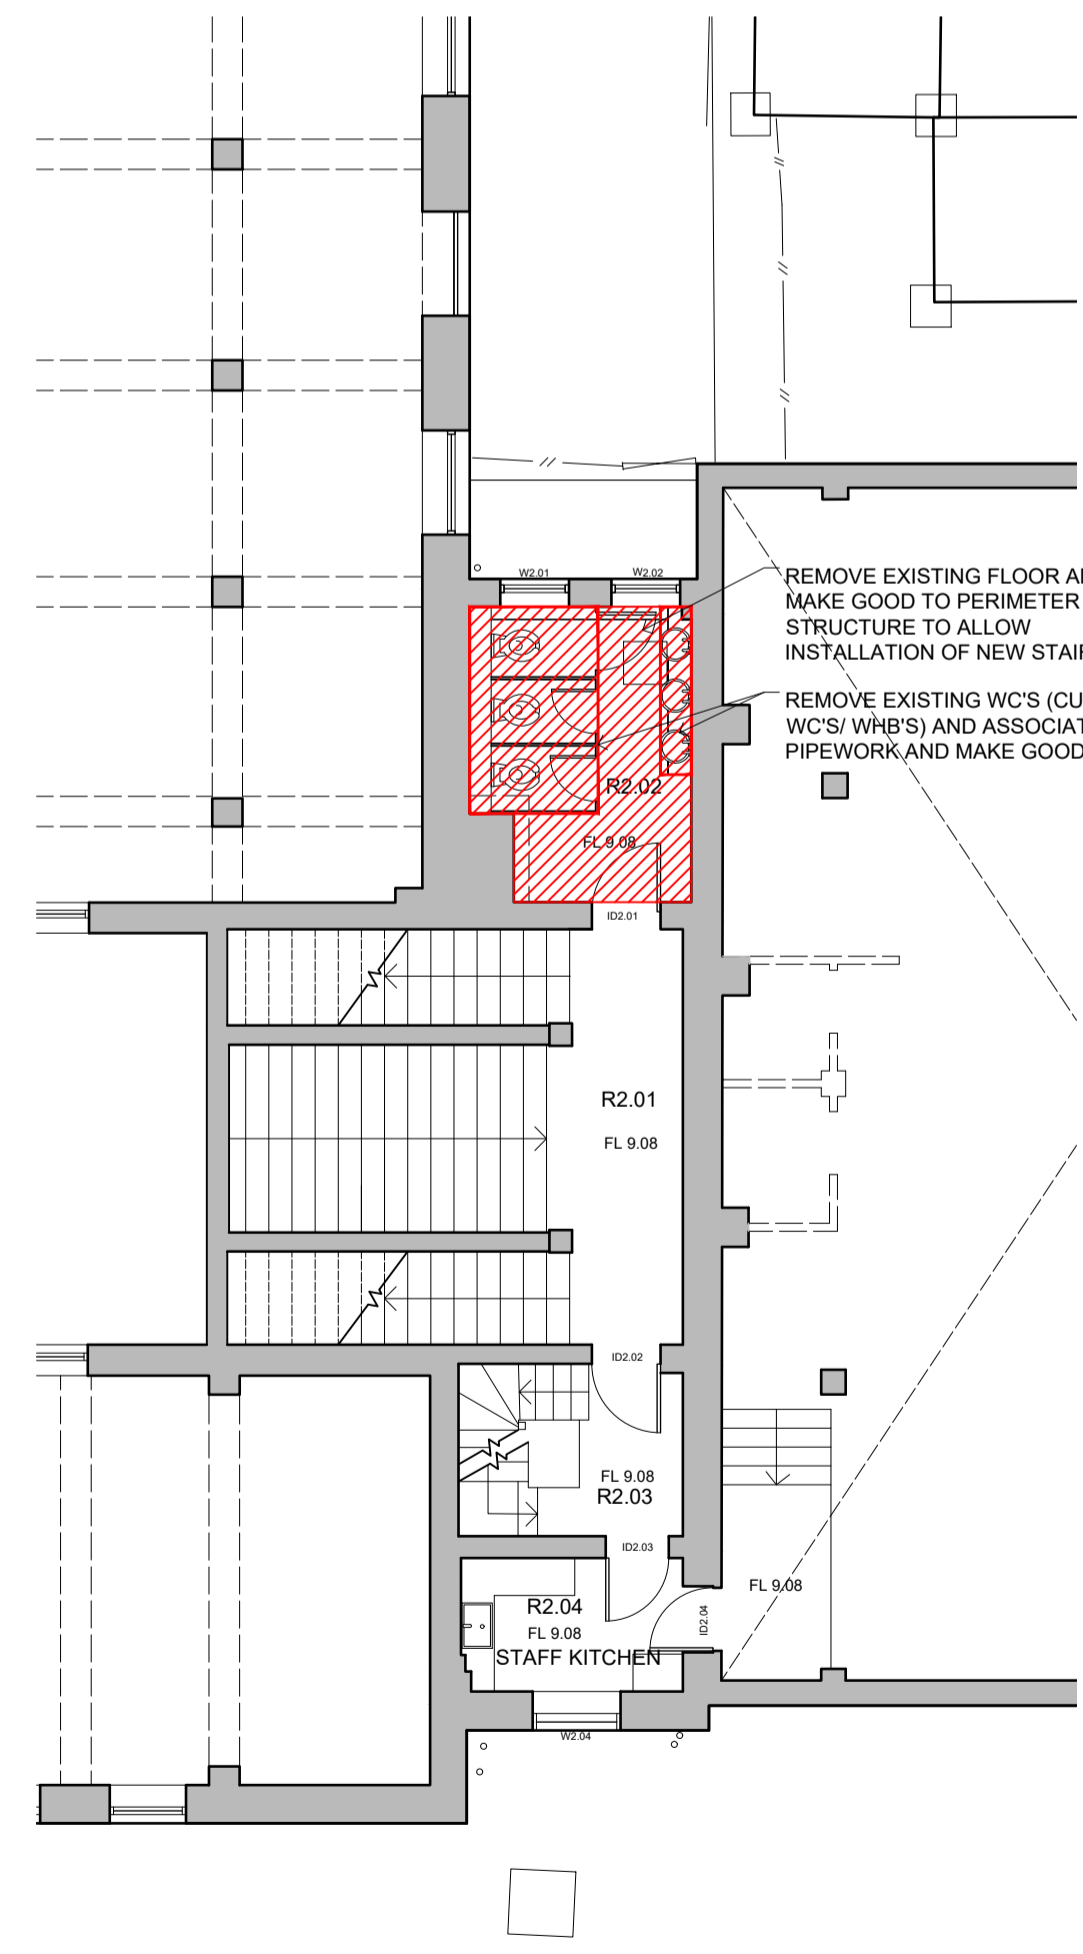 W2.01
W2.02
REMOVE EXISTING FLOOR
MAKE GOOD TO PERIMETER
STRUCTURE TO ALLOW
INSTALLATION OF NEW
REMOVE EXISTING WC'S
WC'S/ WHB'S) AND
PIPEWORK AND MAKE GOOD
R2.02
FL 9.08
ID2.01
R2.01
FL 9.08
ID2.02
FL 9.08
R2.03
ID2.03
FL 9.08
R2.04
ID2.04
FL 9.08
STAFF KITCHEN
W2.04